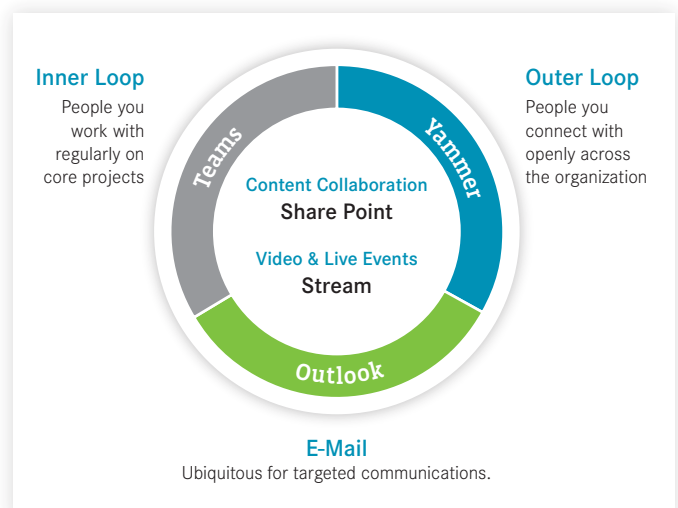 Inner Loop
People you
work with
regularly on
core projects
Teams
Yammer
Outlook
Content Collaboration
Share Point
Video & Live Events
Stream
Outer Loop
People you
connect with
openly across
the organization
E-Mail
Ubiquitous for targeted communications.